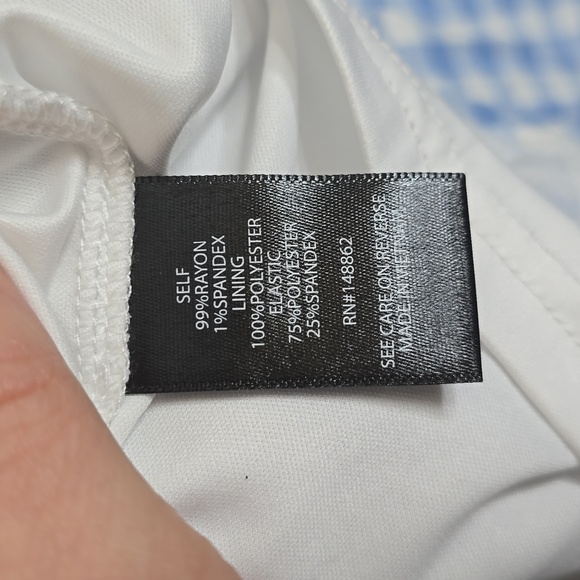 SELF
99%RAYON
1%SPANDEX
LINING
100%POLYESTER
ELASTIC
75%POLYESTER
25%SPANDEX
RN#148862
SEE CARE ON REVERSE
MADE IN VIETNAM